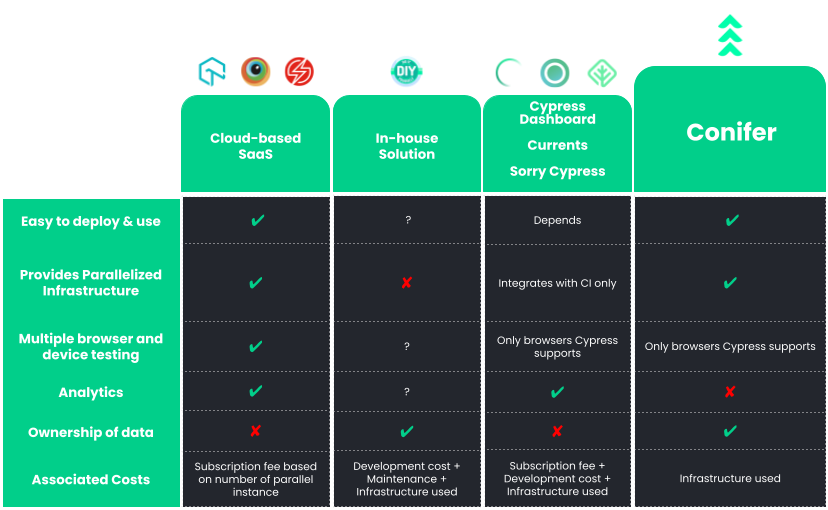 DIY
Cloud-based
SaaS
In-house
Solution
Cypress
Dashboard
Currents
Sorry Cypress
Conifer
Easy to deploy & use
✔
?
Depends
✔
Provides Parallelized
Infrastructure
✔
✘
Integrates with CI only
✔
Multiple browser and
device testing
✔
?
Only browsers Cypress
supports
Only browsers Cypress supports
Analytics
✔
?
✔
✘
Ownership of data
✘
✔
✘
✔
Associated Costs
Subscription fee based
on number of parallel
instance
Development cost +
Maintenance +
Infrastructure used
Subscription fee +
Development cost +
Infrastructure used
Infrastructure used